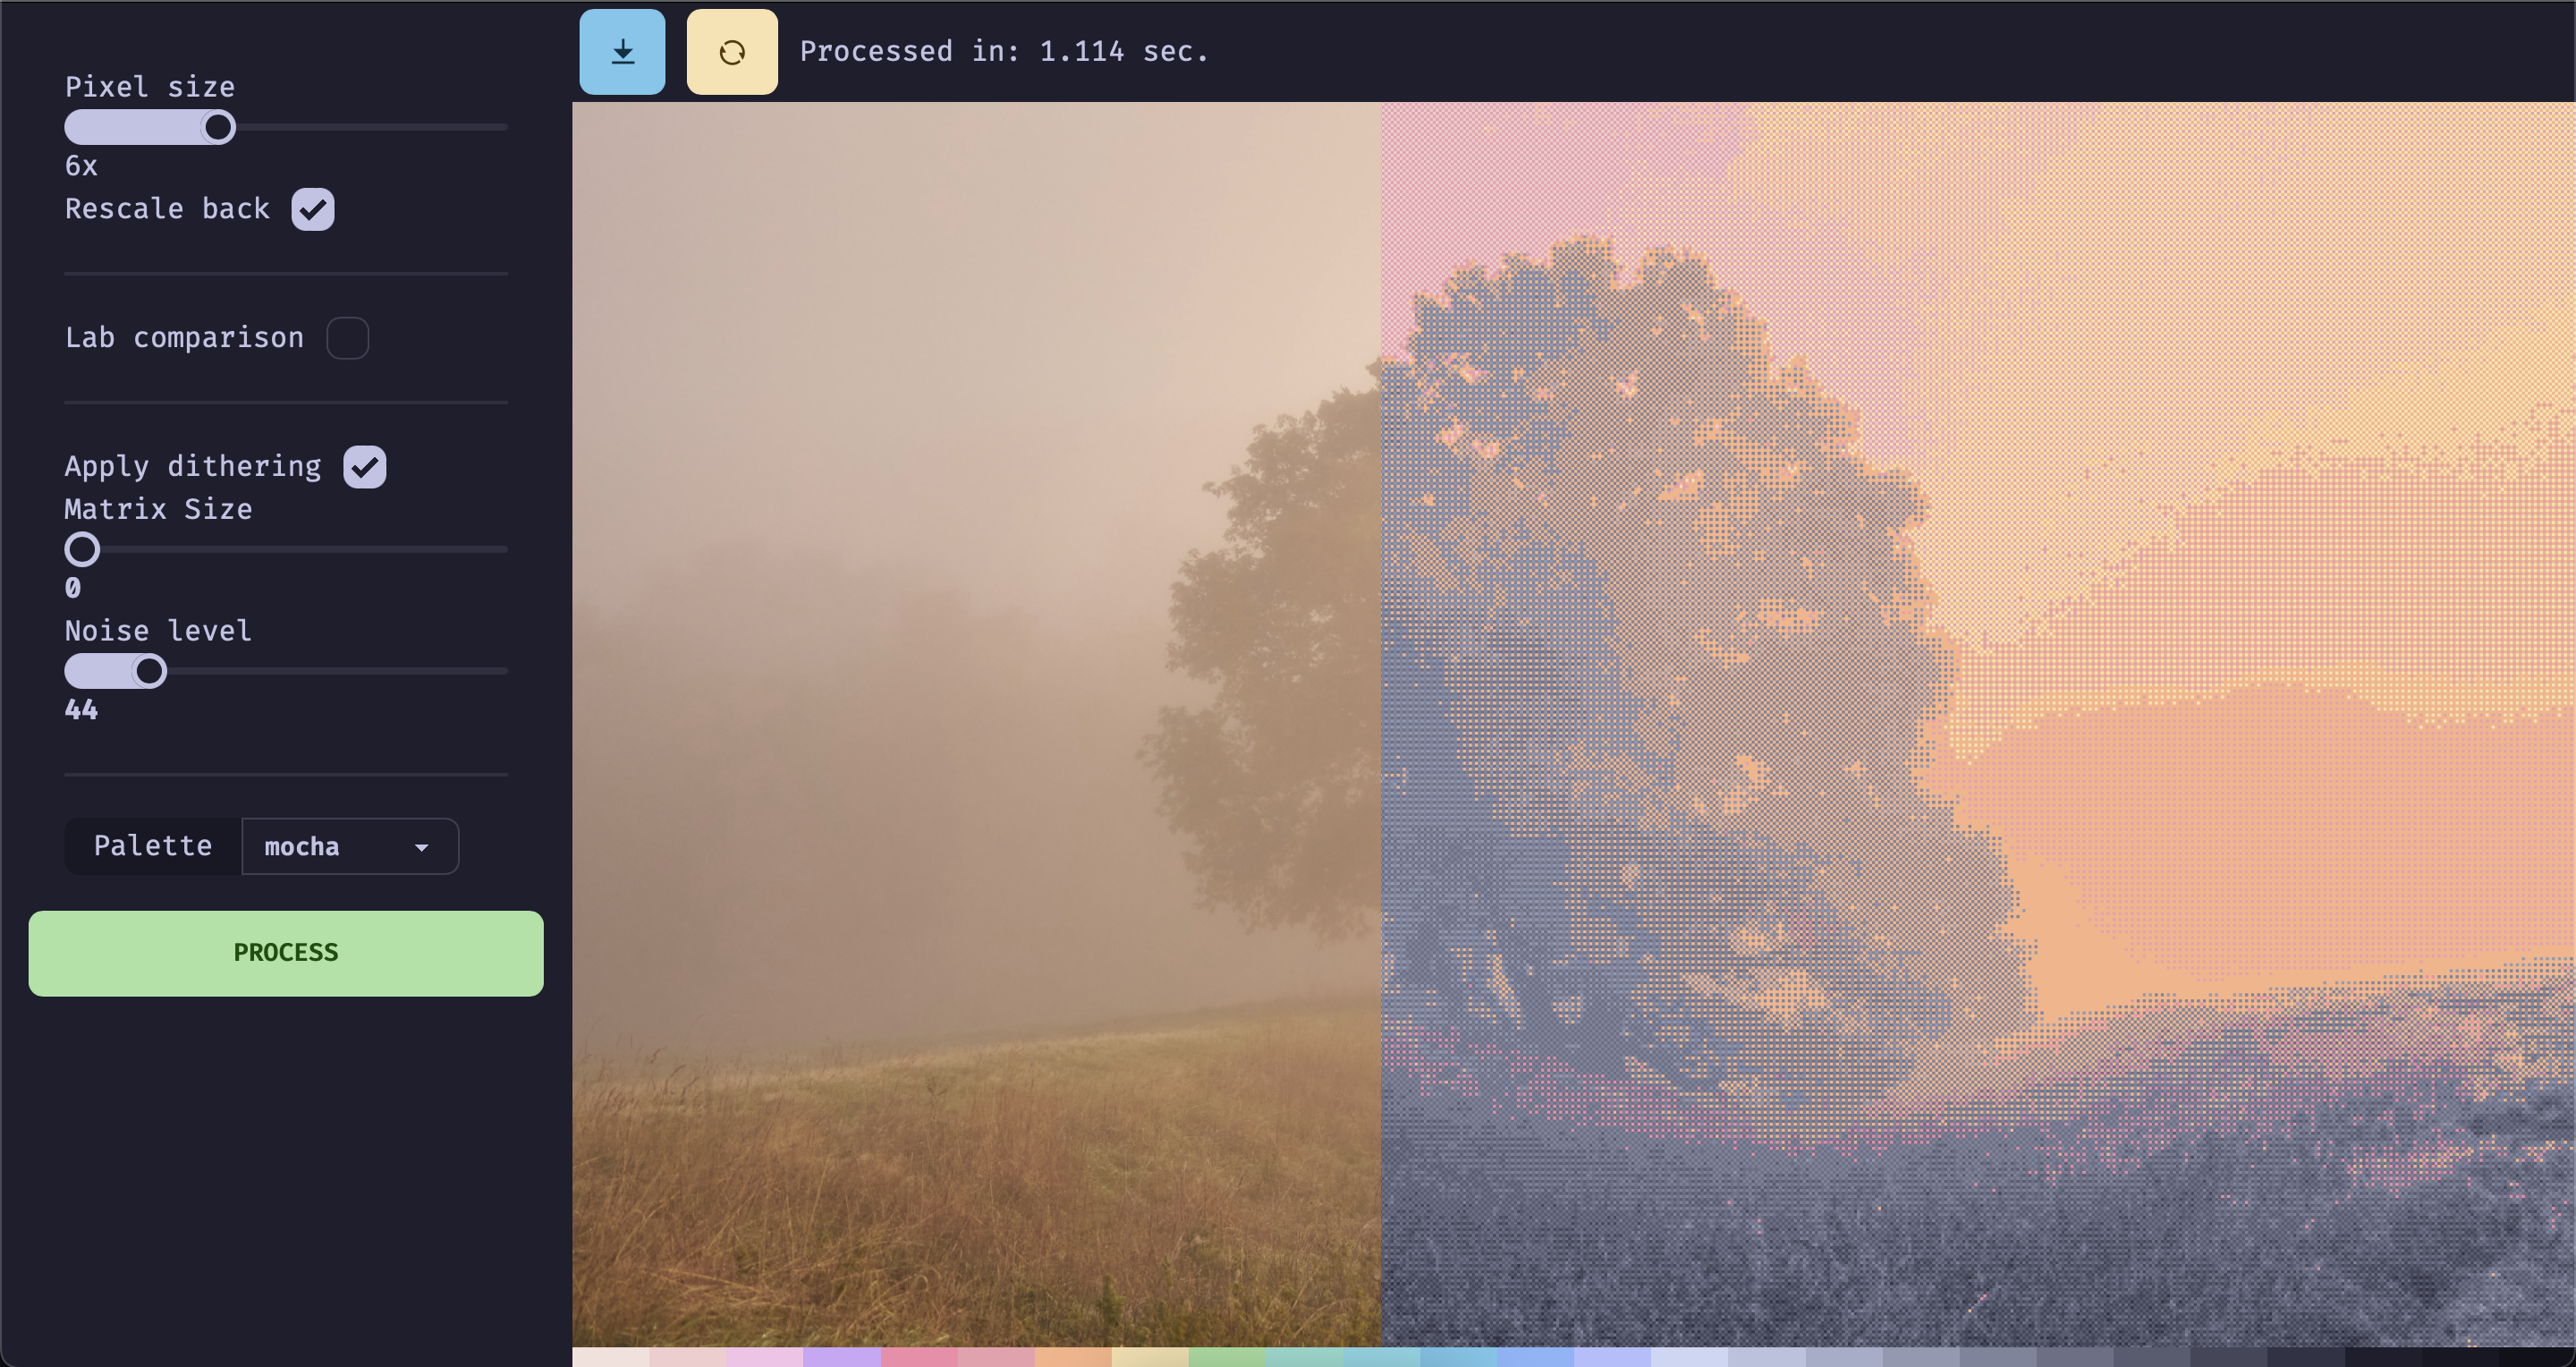 Processed in: 1.114 sec.
Pixel size
6x
Rescale back
Lab comparison
Apply dithering
Matrix Size
0
Noise level
44
Palette
mocha
PROCESS